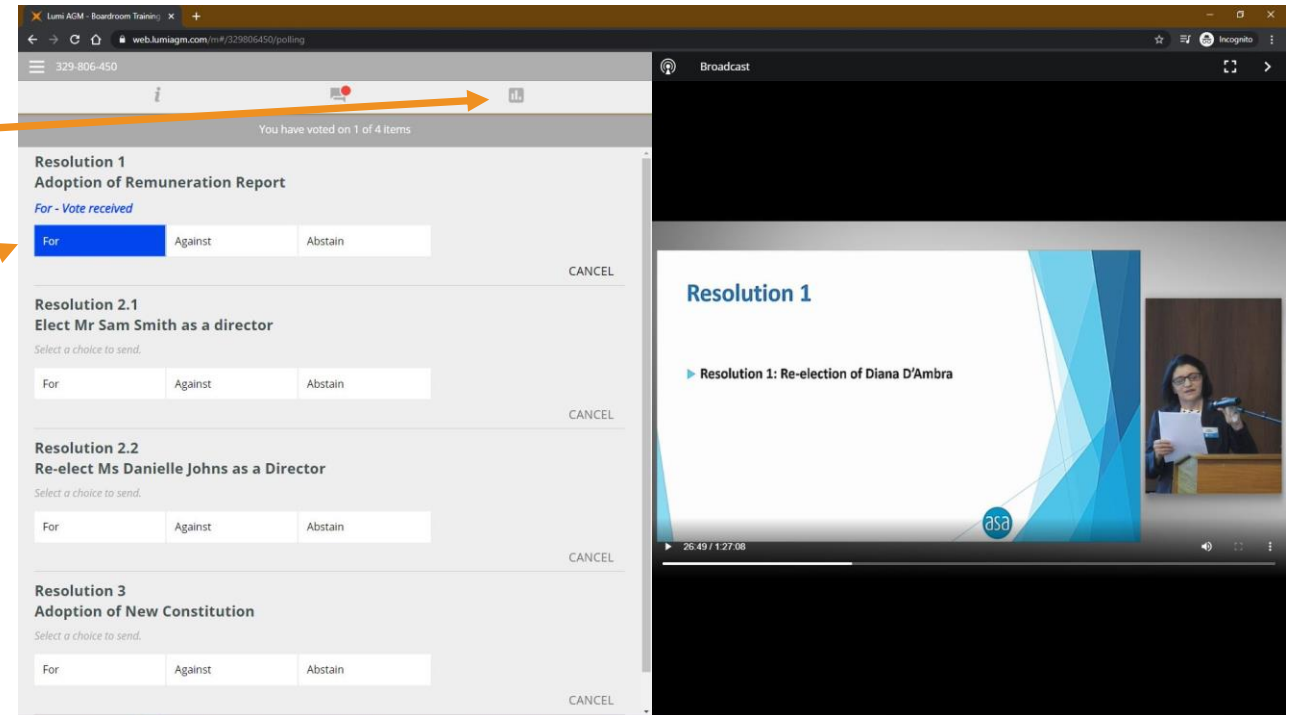 Lumi AGM - Boardroom Training
web.lumiagm.com/m#/329806450/polling
Incognito
329-806-450
i
You have voted on 1 of 4 items
Resolution 1
Adoption of Remuneration Report
For - Vote received
For Against Abstain
CANCEL
Resolution 2.1
Elect Mr Sam Smith as a director
Select a choice to send.
For Against Abstain
CANCEL
Resolution 2.2
Re-elect Ms Danielle Johns as a Director
Select a choice to send.
For Against Abstain
CANCEL
Resolution 3
Adoption of New Constitution
Select a choice to send.
For Against Abstain
CANCEL
Broadcast
Resolution 1
Resolution 1: Re-election of Diana D'Ambra
asa
26:49 / 1:27:08